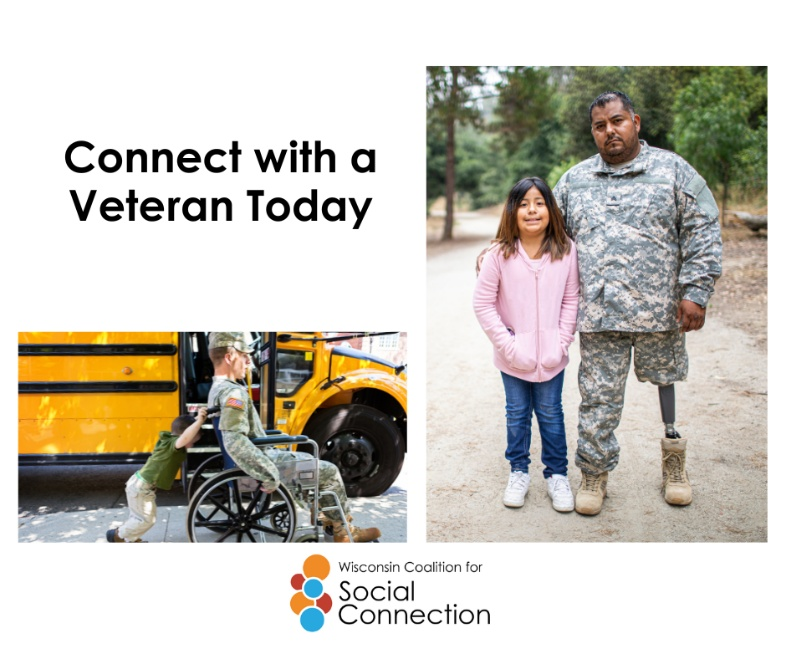 Connect with a
Veteran Today
Wisconsin Coalition for
Social
Connection